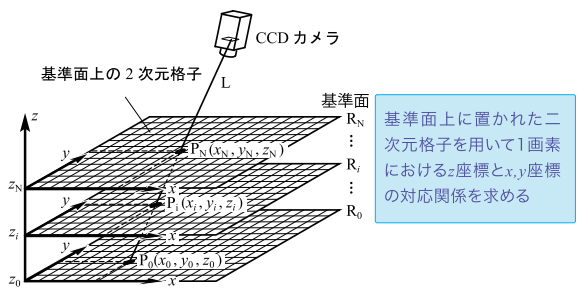 CCD カメラ
基準面上の 2 次元格子
L
基準面
z
R_N
y
P_N(x_N, y_N, z_N)
⋮
R_i
z_N
x
y
P_i(x_i, y_i, z_i)
⋮
R_0
z_i
x
y
P_0(x_0, y_0, z_0)
z_0
x
基準面上に置かれた二
次元格子を用いて1画素
におけるz座標とx,y座標
の対応関係を求める